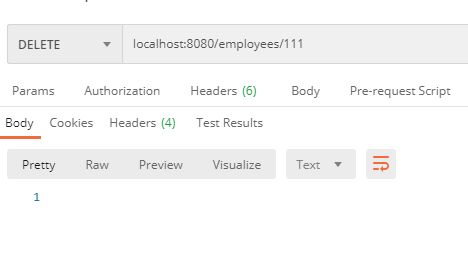 DELETE localhost:8080/employees/111
Params Authorization Headers (6) Body Pre-request Script
Body Cookies Headers (4) Test Results
Pretty Raw Preview Visualize Text
1